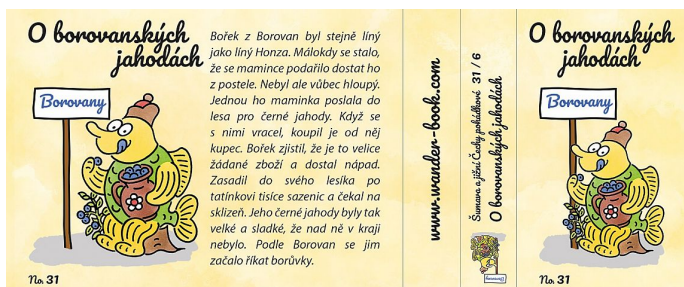 O borovanských
jahodách
Borovany
No. 31
Bořek z Borovan byl stejně líný
jako líný Honza. Málokdy se stalo,
že se mamince podařilo dostat ho
z postele. Nebyl ale vůbec hloupý.
Jednou ho maminka poslala do
lesa pro černé jahody. Když se
s nimi vracel, koupil je od něj
kupec. Bořek zjistil, že je to velice
žádané zboží a dostal nápad.
Zasadil do svého lesíka po
tatínkovi tisíce sazenic a čekal na
sklizeň. Jeho černé jahody byly tak
velké a sladké, že nad ně v kraji
nebylo. Podle Borovan se jim
začalo říkat borůvky.
www.wander-book.com
Šumava a jižní Čechy pohádkové 31 / 6
O borovanských jahodách
O borovanských
jahodách
Borovany
No. 31